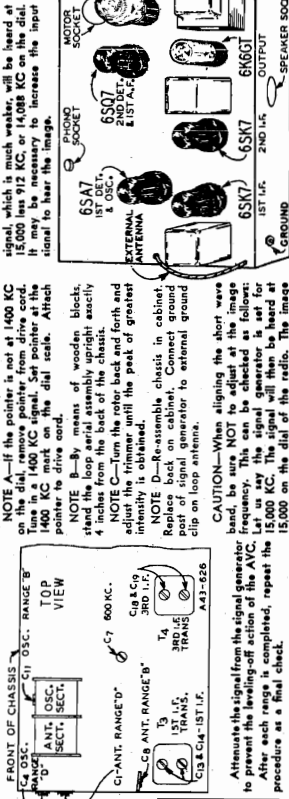 FRONT OF CHASSIS
C4 OSC. RANGE "D"
C11 OSC. RANGE "B"
ANT. SECT.
OSC. SECT.
TOP VIEW
C1-ANT. RANGE "D"
C7 600 KC.
C8 ANT. RANGE "B"
T3
1ST I.F. TRANS
C13 & C14-1ST I.F.
C18 & C19
3RD I.F.
T4
3RD I.F. TRANS
A43-626
Attenuate the signal from the signal generator
to prevent the leveling-off action of the AVC.
After each range is completed, repeat the
procedure as a final check.
NOTE A—If the pointer is not at 1400 KC
on the dial, remove pointer from drive cord.
Tune in a 1400 KC signal. Set pointer at the
1400 KC mark on the dial scale. Attach
pointer to drive cord.
NOTE B—By means of wooden blocks,
stand the loop aerial assembly upright exactly
4 inches from the back of the chassis.
NOTE C—Turn the rotor back and forth and
adjust the trimmer until the peak of greatest
intensity is obtained.
NOTE D—Re-assemble chassis in cabinet.
Replace back on cabinet. Connect ground
post of signal generator to external ground
clip on loop antenna.
CAUTION—When aligning the short wave
band, be sure NOT to adjust at the image
frequency. This can be checked as follows:
Let us say the signal generator is set for
15,000 KC. The signal will then be heard at
15,000 on the dial of the radio. The image
signal, which is much weaker, will be heard at
15,000 less 912 KC, or 14,088 KC on the dial.
It may be necessary to increase the input
signal to hear the image.
PHONO SOCKET
MOTOR SOCKET
6SA7
1ST DET. & OSC.
6SQ7
2ND DET. & 1ST A.F.
EXTERNAL ANTENNA
6SK7
1ST I.F.
6SK7
2ND I.F.
6K6GT
OUTPUT
GROUND
SPEAKER SOC